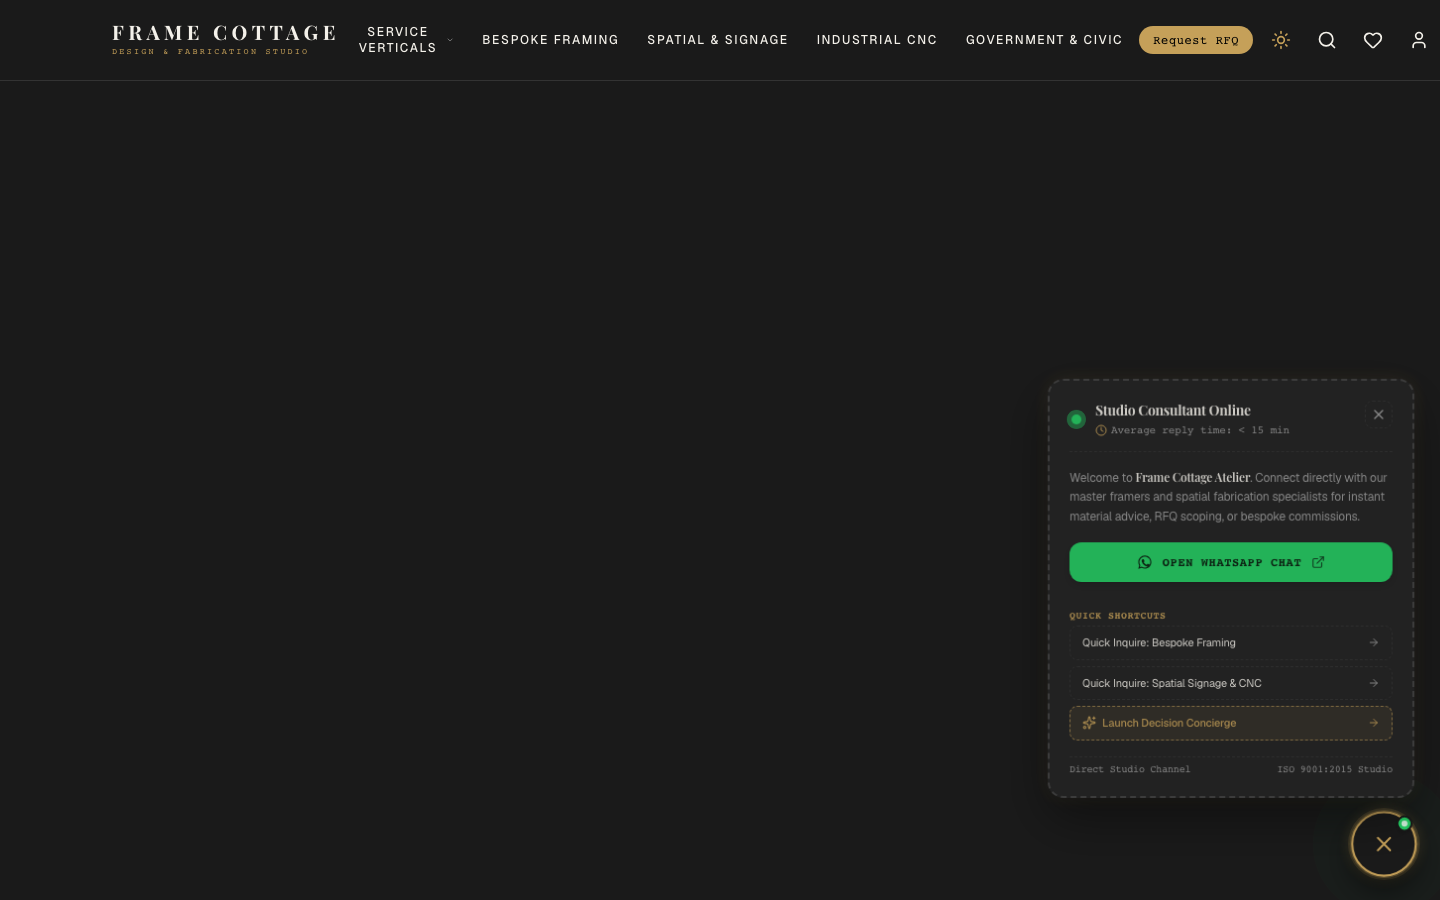 FRAME COTTAGE
DESIGN & FABRICATION STUDIO
SERVICE
VERTICALS
BESPOKE FRAMING
SPATIAL & SIGNAGE
INDUSTRIAL CNC
GOVERNMENT & CIVIC
Request RFQ
Studio Consultant Online
Average reply time: < 15 min
Welcome to Frame Cottage Atelier. Connect directly with our
master framers and spatial fabrication specialists for instant
material advice, RFQ scoping, or bespoke commissions.
OPEN WHATSAPP CHAT
QUICK SHORTCUTS
Quick Inquire: Bespoke Framing
Quick Inquire: Spatial Signage & CNC
Launch Decision Concierge
Direct Studio Channel
ISO 9001:2015 Studio